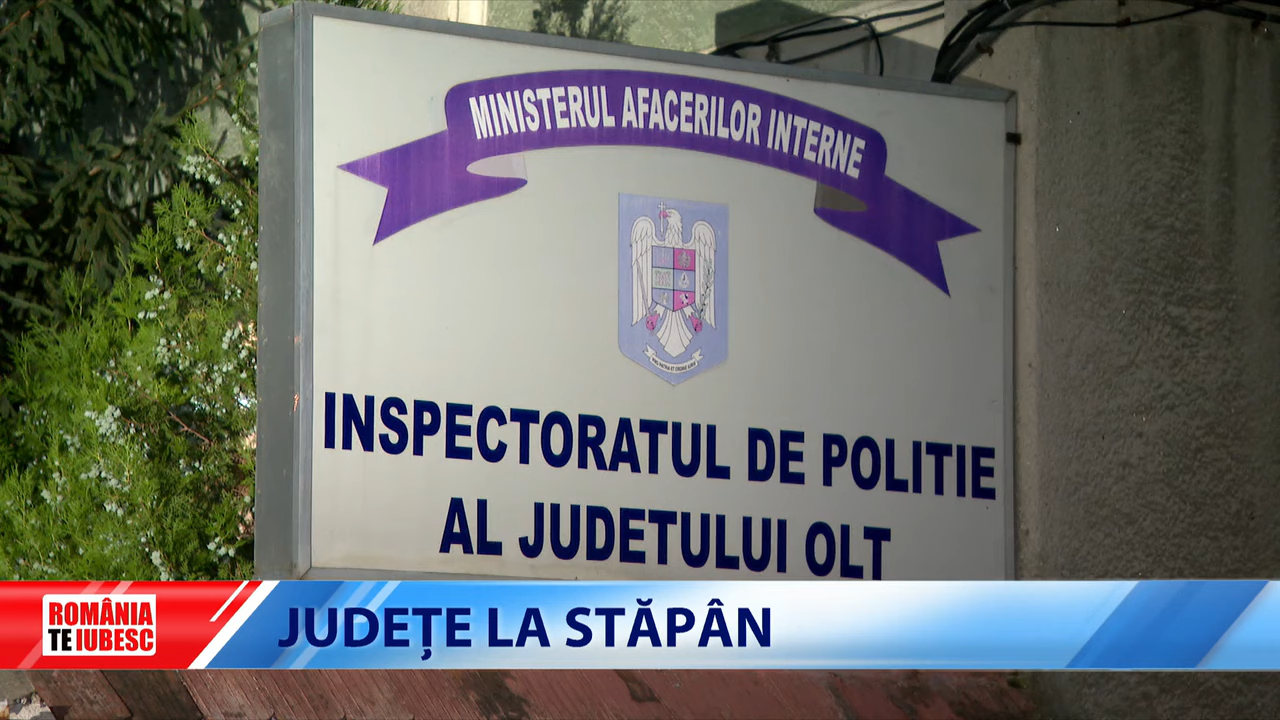 MINISTERUL AFACERILOR INTERNE
INSPECTORATUL DE POLITIE
AL JUDETULUI OLT
ROMÂNIA
TE IUBESC
JUDEȚE LA STĂPÂN